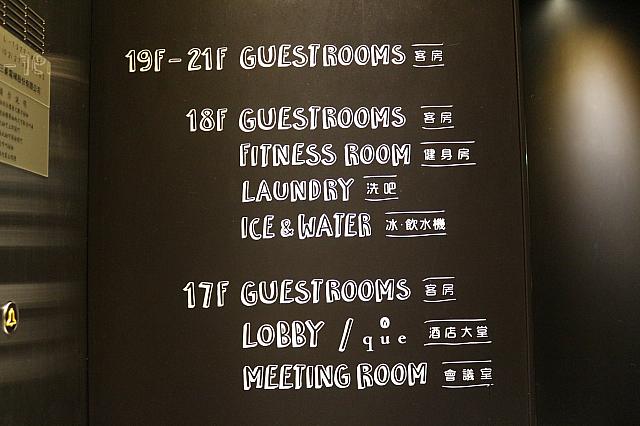 19F-21F GUESTROOMS 客房
18F GUESTROOMS 客房
FITNESS ROOM 健身房
LAUNDRY 洗吧
ICE & WATER 冰·飲水機
17F GUESTROOMS 客房
LOBBY / que 酒店大堂
MEETING ROOM 會議室